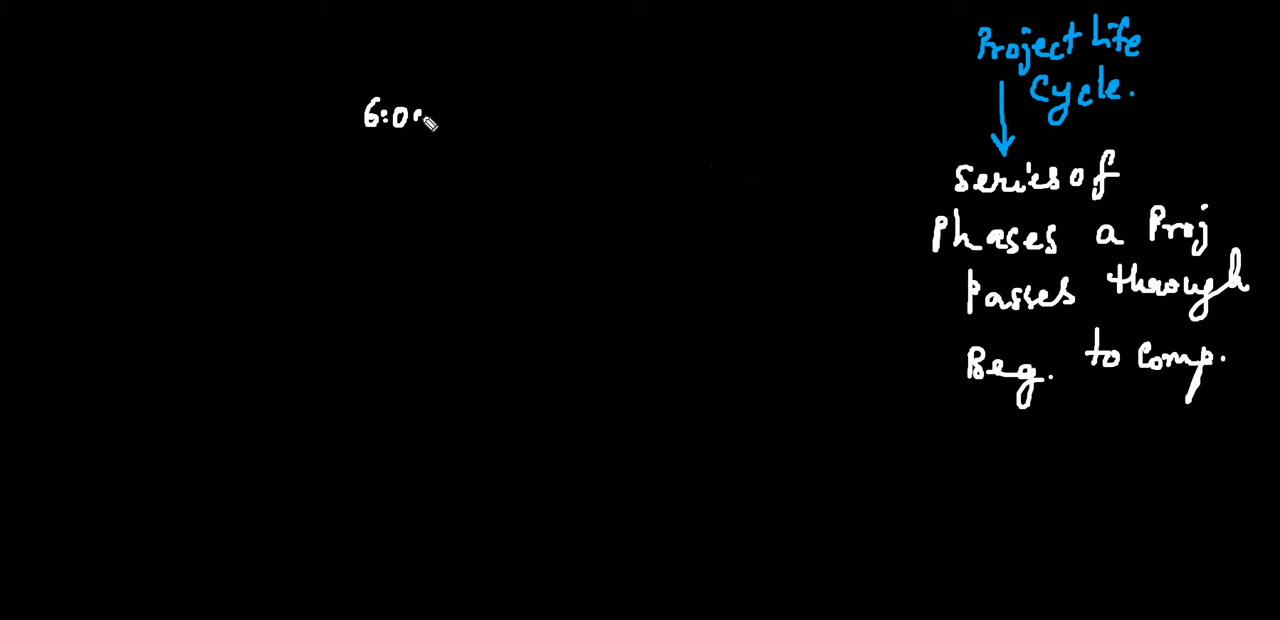 6:0
Project Life
Cycle.
Series of
Phases a Proj
Passes through
Beg. to Comp.